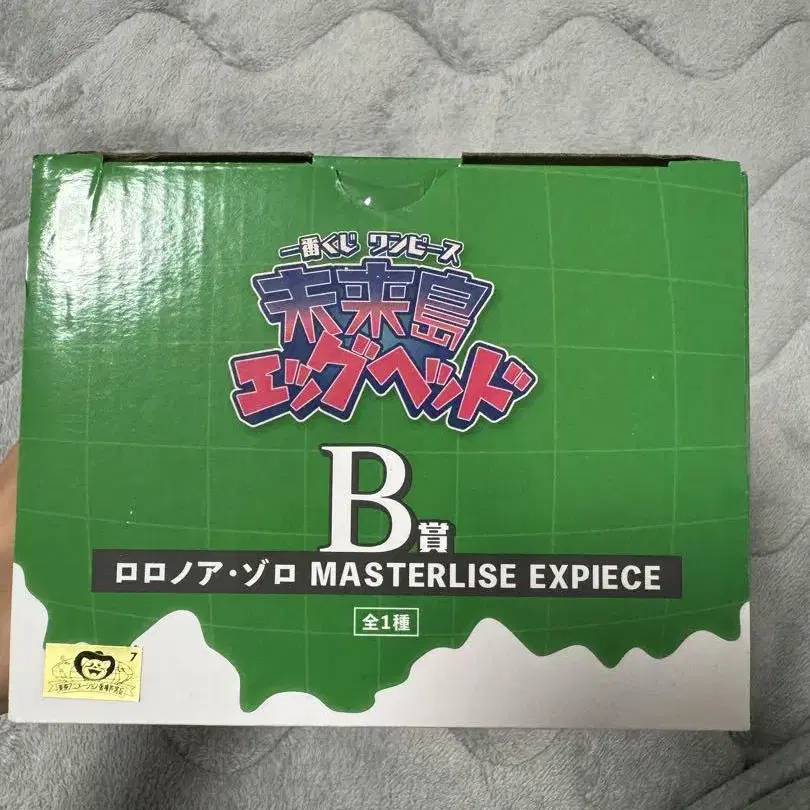 一番くじ ワンピース
未来島
エッグヘッド
B賞
ロロノア・ゾロ MASTERLISE EXPIECE
全1種
7